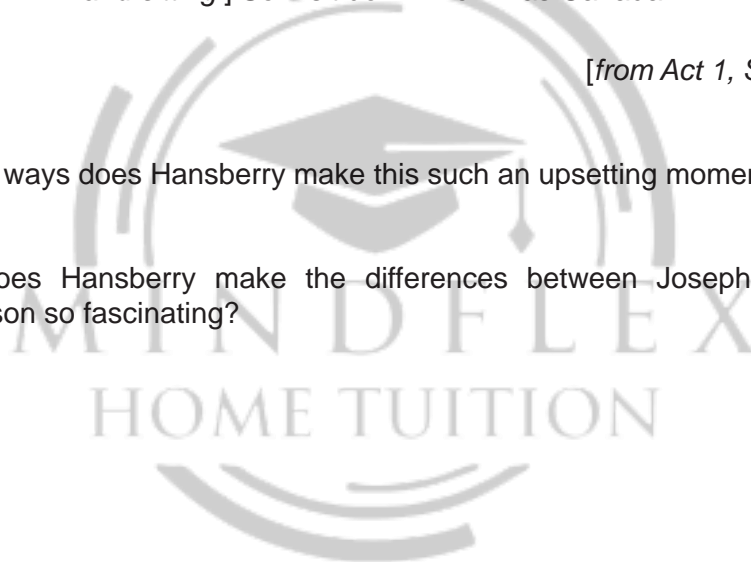 [from Act 1, S
ways does Hansberry make this such an upsetting momen
oes Hansberry make the differences between Joseph
son so fascinating?
MINDFLEX
HOME TUITION